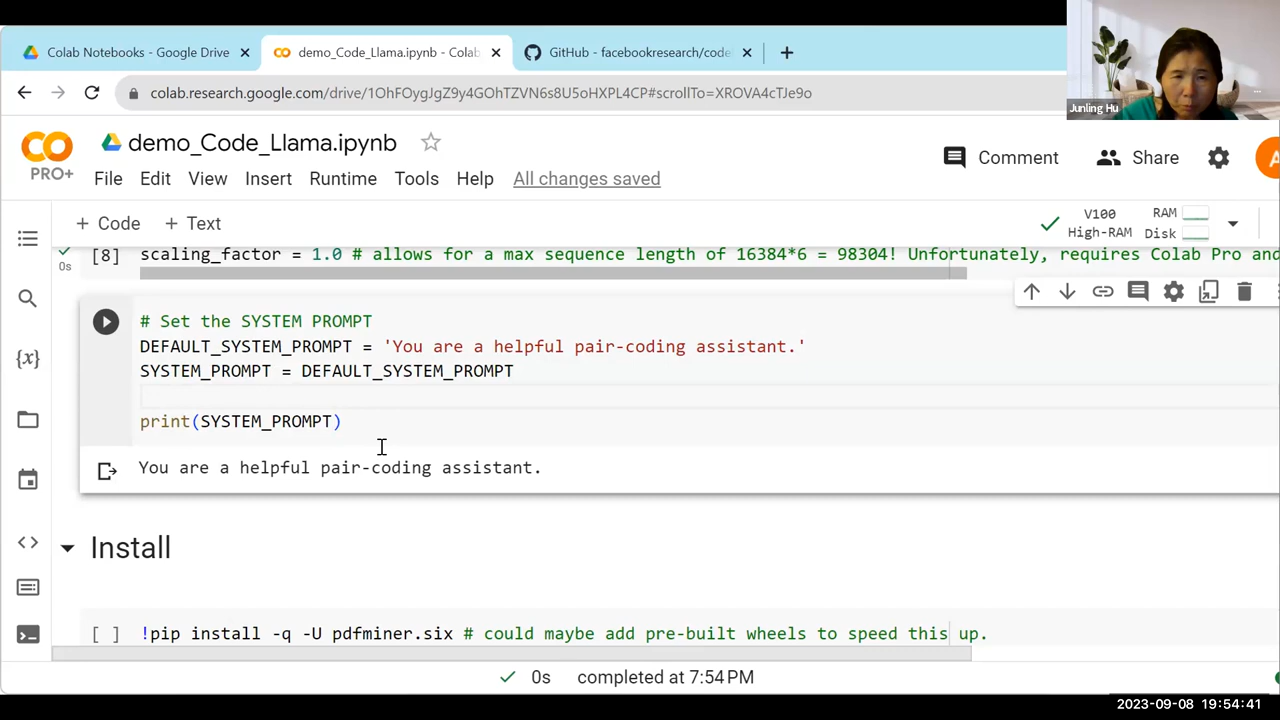 Colab Notebooks - Google Drive
demo_Code_Llama.ipynb - Colab
GitHub - facebookresearch/code
colab.research.google.com/drive/1OhFOygJgZ9y4GOhTZVN6s8U5oHXPL4CP#scrollTo=XROVA4cTJe9o
Junling Hu
CO
PRO+
demo_Code_Llama.ipynb
Comment
Share
A
File Edit View Insert Runtime Tools Help All changes saved
+ Code + Text
V100
High-RAM
RAM
Disk
[8] scaling_factor = 1.0 # allows for a max sequence length of 16384*6 = 98304! Unfortunately, requires Colab Pro and
0s
# Set the SYSTEM PROMPT
DEFAULT_SYSTEM_PROMPT = 'You are a helpful pair-coding assistant.'
SYSTEM_PROMPT = DEFAULT_SYSTEM_PROMPT
print(SYSTEM_PROMPT)
You are a helpful pair-coding assistant.
Install
[ ] !pip install -q -U pdfminer.six # could maybe add pre-built wheels to speed this up.
0s completed at 7:54 PM
2023-09-08 19:54:41